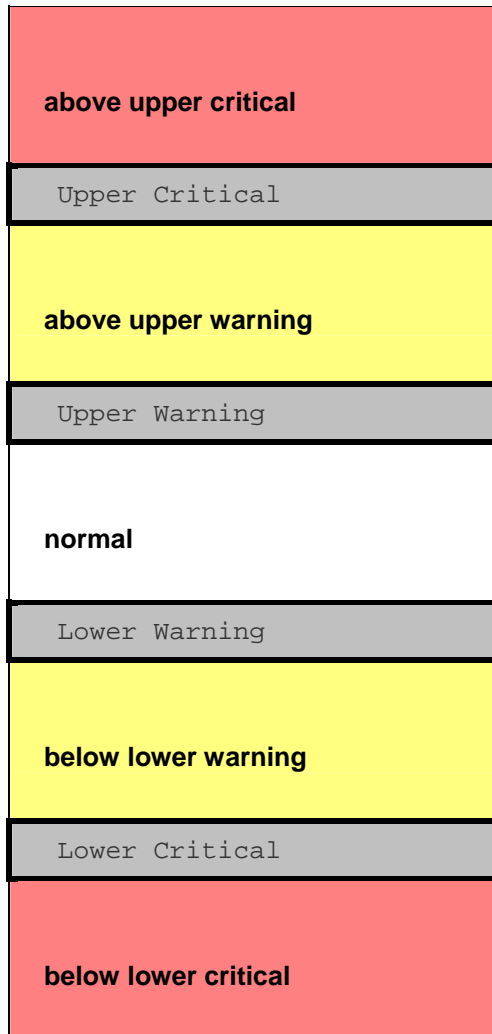 above upper critical
Upper Critical
above upper warning
Upper Warning
normal
Lower Warning
below lower warning
Lower Critical
below lower critical